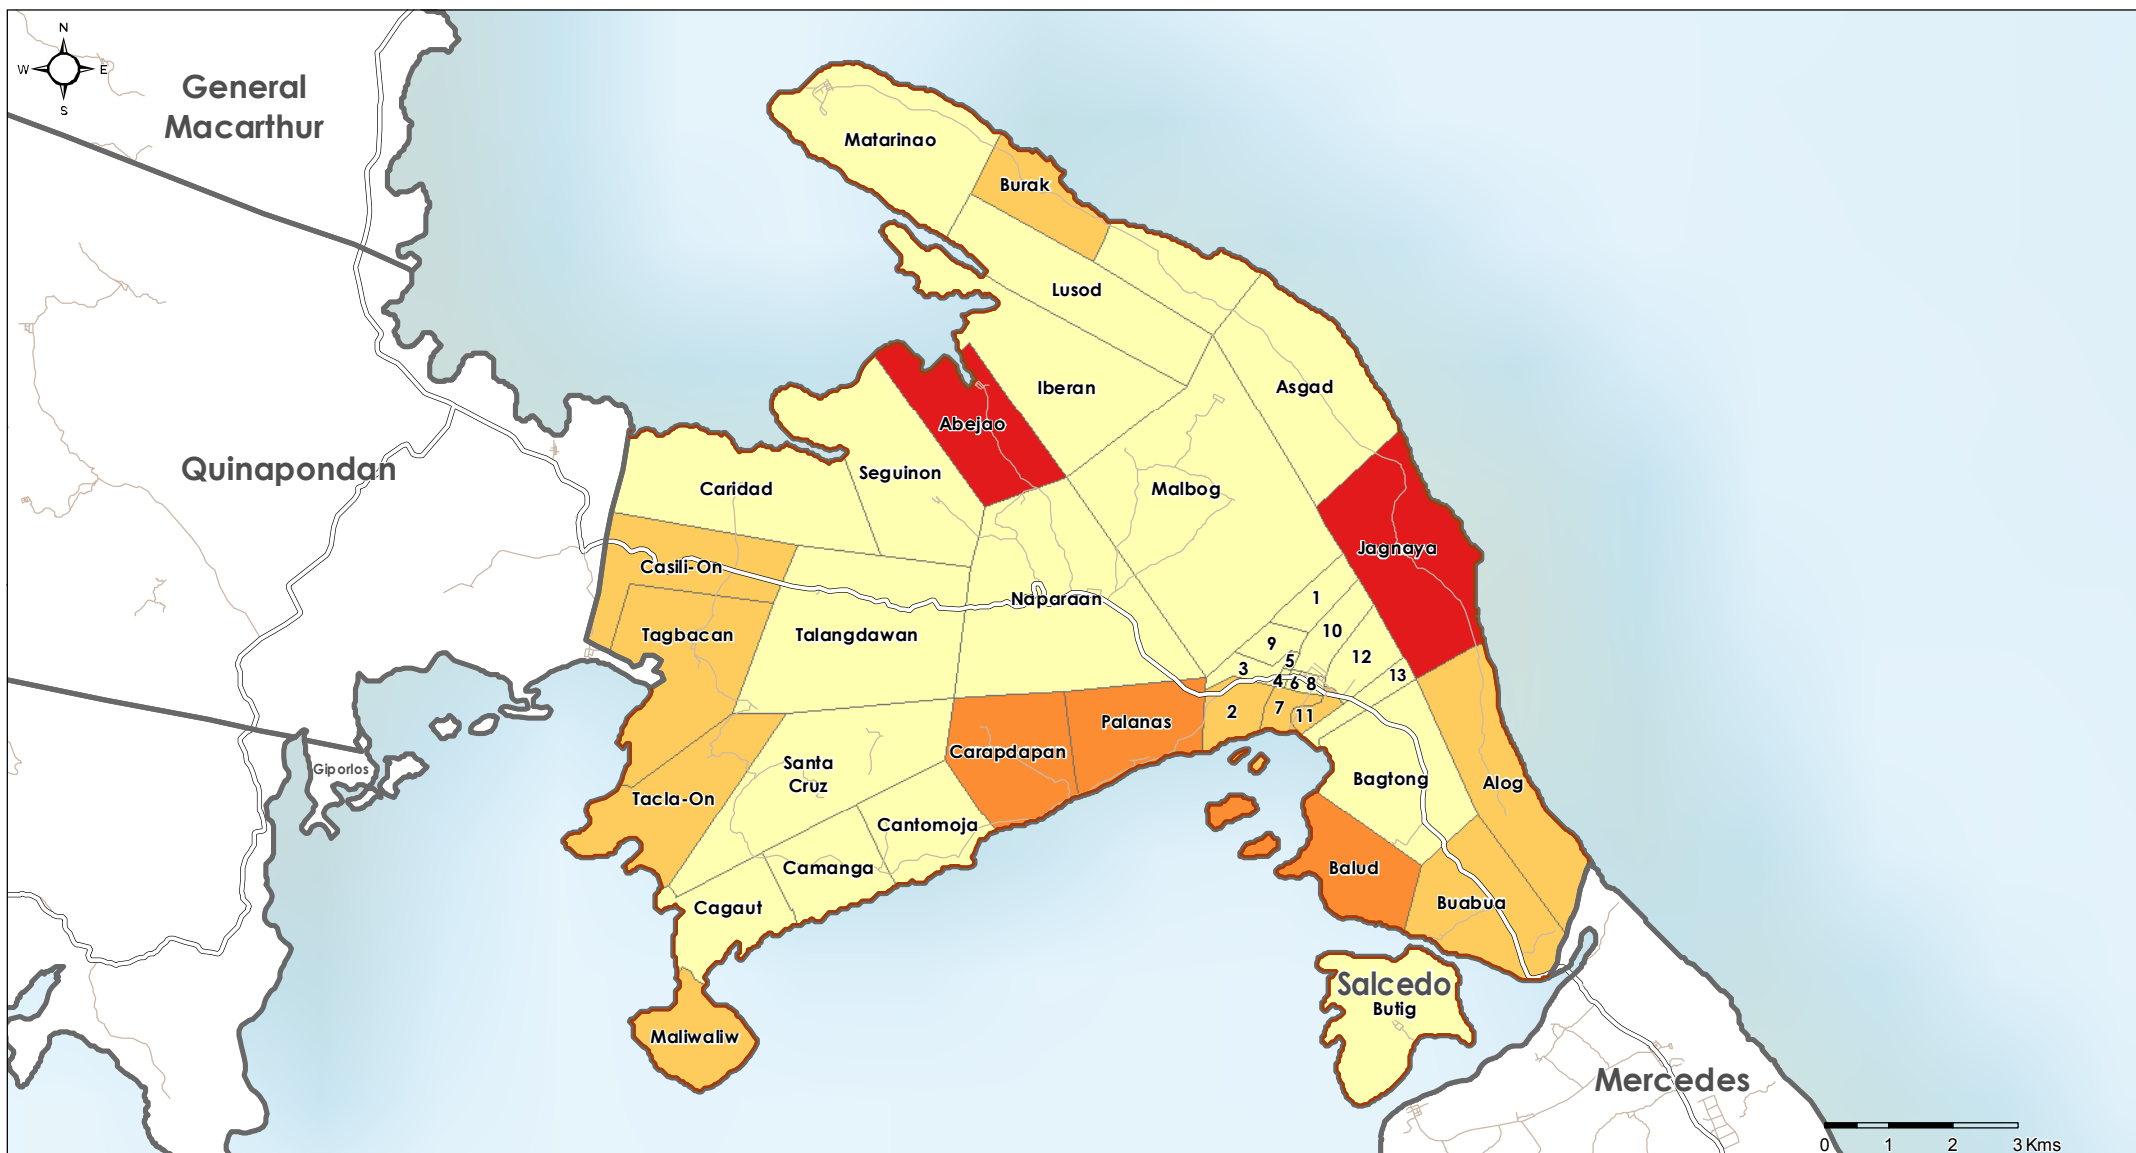 N
W
E
S
General
Macarthur
Matarinao
Burak
Lusod
Iberan
Asgad
Abejao
Quinapondan
Seguinon
Caridad
Malbog
Jagnaya
Casili-On
Naparaan
1
Tagbacan
Talangdawan
10
9
5
12
3
13
4
6
8
2
7
11
Palanas
Carapdapan
Santa
Cruz
Giporlos
Bagtong
Alog
Tacla-On
Cantomoja
Camanga
Balud
Cagaut
Buabua
Salcedo
Butig
Maliwaliw
Mercedes
0
1
2
3 Kms